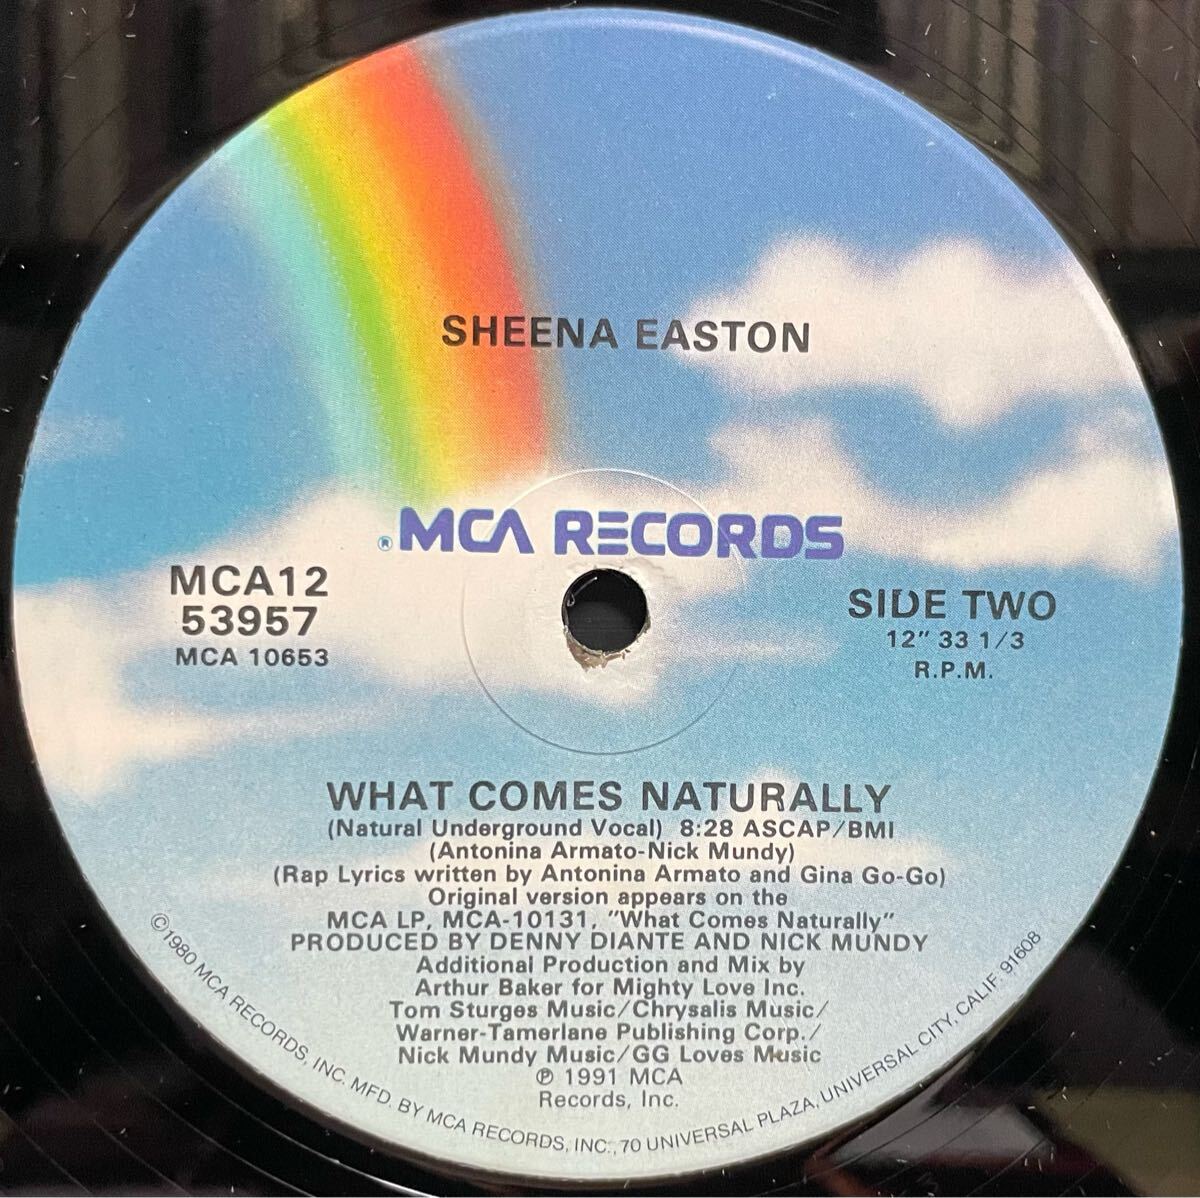 SHEENA EASTON
® MCA RECORDS
MCA12
53957
MCA 10653
SIDE TWO
12" 33 1/3
R.P.M.
WHAT COMES NATURALLY
(Natural Underground Vocal) 8:28 ASCAP/BMI
(Antonina Armato-Nick Mundy)
(Rap Lyrics written by Antonina Armato and Gina Go-Go)
Original version appears on the
MCA LP, MCA-10131, "What Comes Naturally"
PRODUCED BY DENNY DIANTE AND NICK MUNDY
Additional Production and Mix by
Arthur Baker for Mighty Love Inc.
Tom Sturges Music/Chrysalis Music/
Warner-Tamerlane Publishing Corp./
Nick Mundy Music/GG Loves Music
℗ 1991 MCA
Records, Inc.
©1980 MCA RECORDS, INC. MFD. BY MCA RECORDS, INC., 70 UNIVERSAL PLAZA, UNIVERSAL CITY, CALIF. 91608